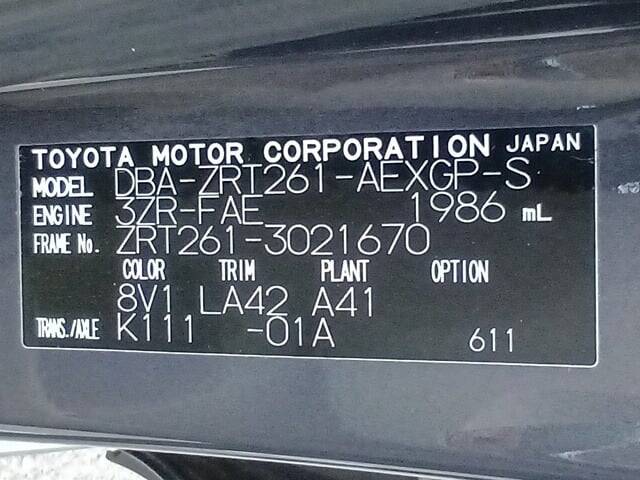 TOYOTA MOTOR CORPORATION JAPAN
MODEL DBA-ZRT261-AEXGP-S
ENGINE 3ZR-FAE 1986 mL
FRAME No. ZRT261-3021670
COLOR TRIM PLANT OPTION
8V1 LA42 A41
TRANS./AXLE K111 -01A 611